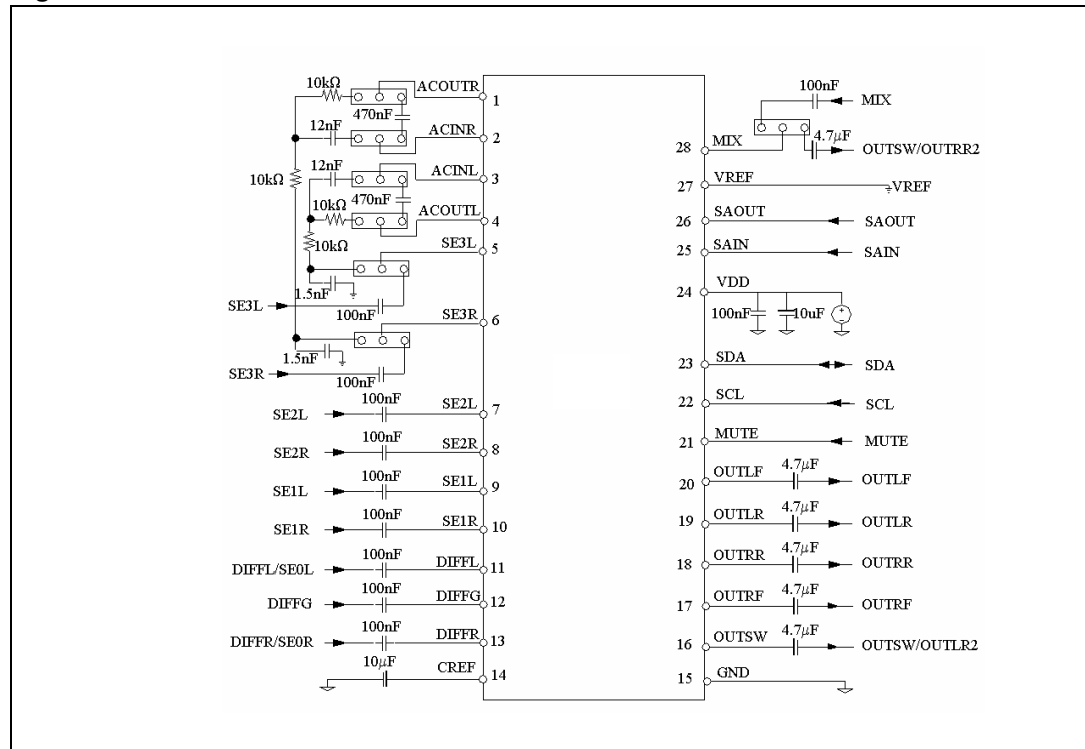 10kΩ
ACOUTR
1
470nF
12nF
ACINR
2
12nF
ACINL
3
10kΩ
470nF
10kΩ
ACOUTL
4
10kΩ
SE3L
5
1.5nF
SE3L
100nF
SE3R
6
1.5nF
SE3R
100nF
SE2L
100nF
SE2L
7
SE2R
100nF
SE2R
8
SE1L
100nF
SE1L
9
SE1R
100nF
SE1R
10
DIFFL/SE0L
100nF
DIFFL
11
DIFFG
100nF
DIFFG
12
DIFFR/SE0R
100nF
DIFFR
13
10µF
CREF
14
100nF
MIX
28
MIX
4.7µF
OUTSW/OUTRR2
27
VREF
VREF
26
SAOUT
SAOUT
25
SAIN
SAIN
24
VDD
100nF
10uF
23
SDA
SDA
22
SCL
SCL
21
MUTE
MUTE
20
OUTLF
4.7µF
OUTLF
19
OUTLR
4.7µF
OUTLR
18
OUTRR
4.7µF
OUTRR
17
OUTRF
4.7µF
OUTRF
16
OUTSW
4.7µF
OUTSW/OUTLR2
15
GND